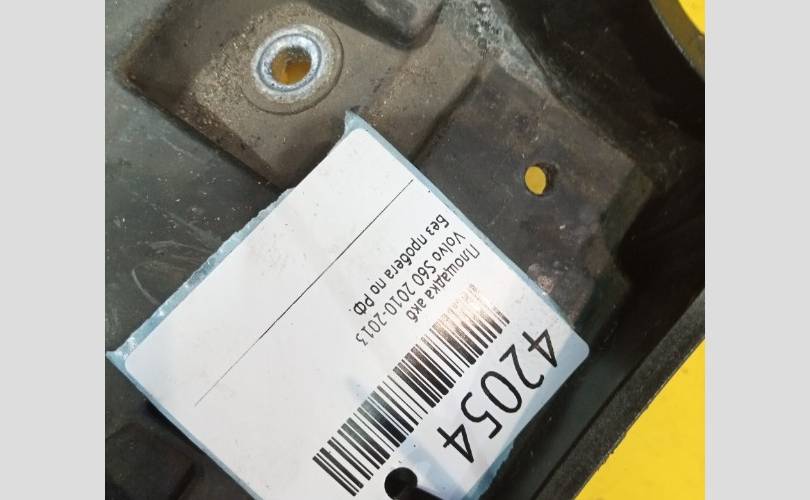 Площадка акб
Volvo S60 2010-2013
Без пробега по РФ.
42054